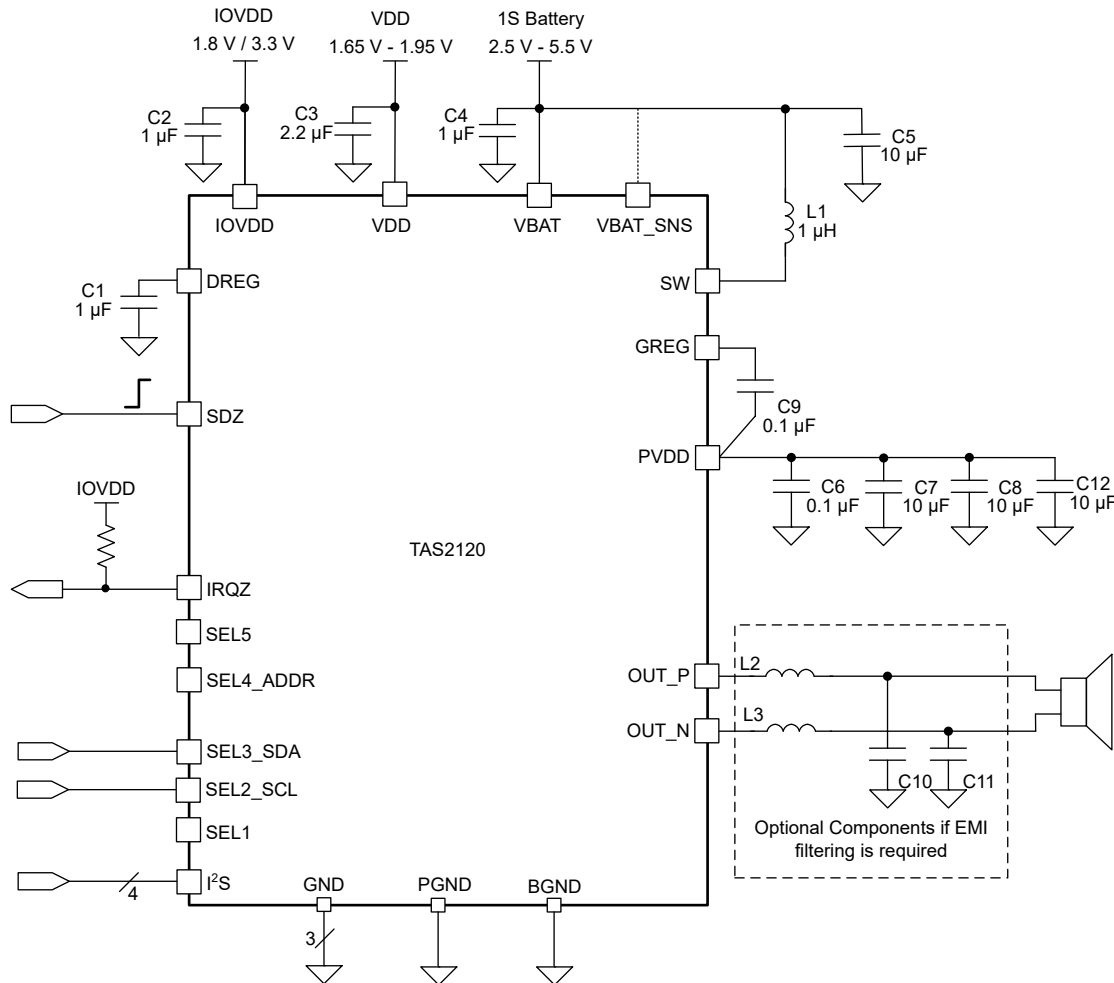 IOVDD
1.8 V / 3.3 V
VDD
1.65 V - 1.95 V
1S Battery
2.5 V - 5.5 V
C2
1 µF
C3
2.2 µF
C4
1 µF
C5
10 µF
IOVDD
VDD
VBAT
VBAT_SNS
L1
1 µH
DREG
SW
C1
1 µF
GREG
C9
0.1 µF
SDZ
PVDD
C6
0.1 µF
C7
10 µF
C8
10 µF
C12
10 µF
IOVDD
TAS2120
IRQZ
SEL5
SEL4_ADDR
OUT_P
L2
OUT_N
L3
SEL3_SDA
SEL2_SCL
C10
C11
SEL1
Optional Components if EMI
filtering is required
I²S
4
GND
PGND
BGND
3